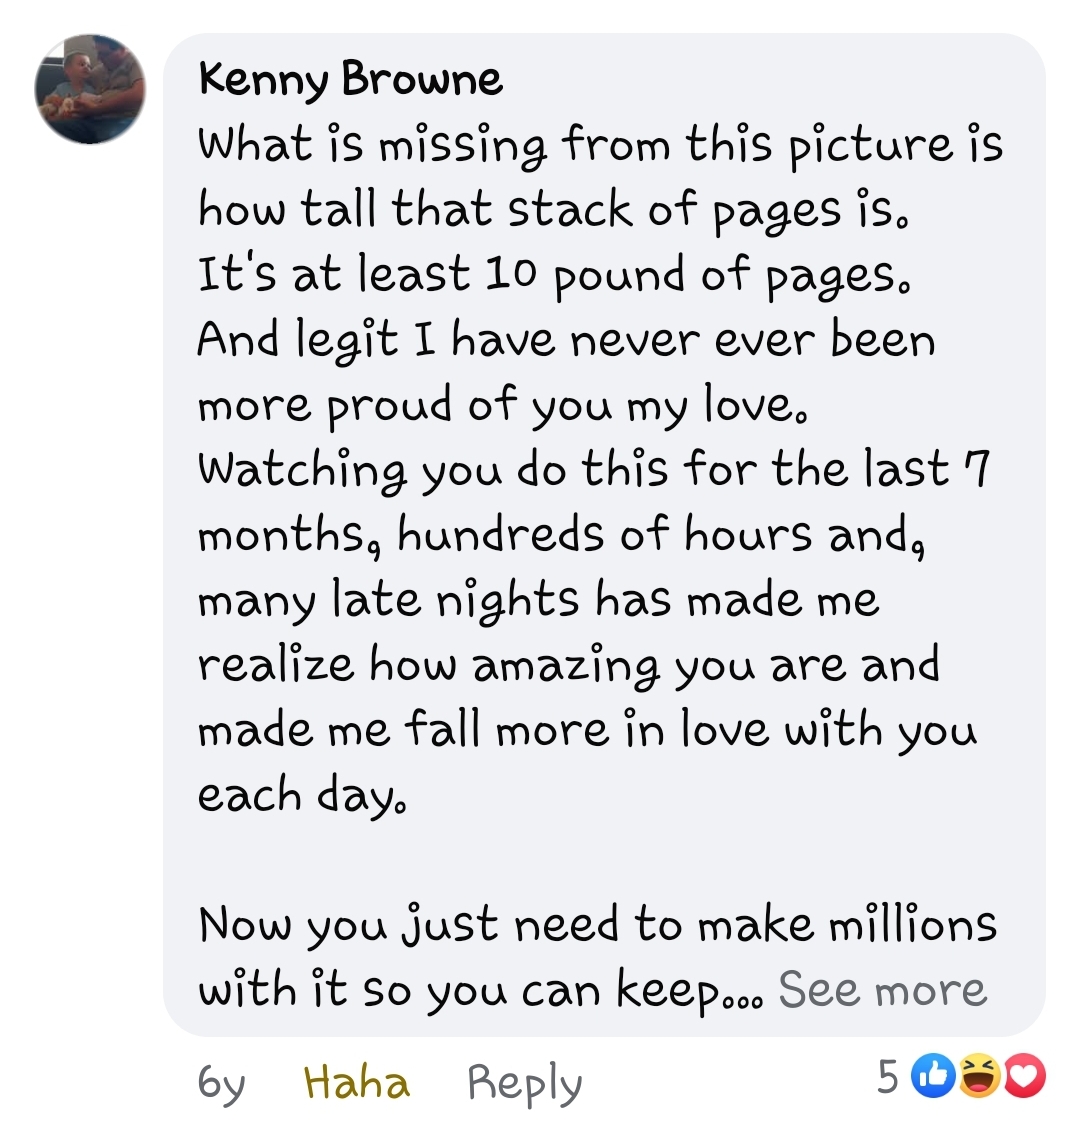 Kenny Browne
What is missing from this picture is
how tall that stack of pages is.
It's at least 10 pound of pages.
And legit I have never ever been
more proud of you my love.
Watching you do this for the last 7
months, hundreds of hours and,
many late nights has made me
realize how amazing you are and
made me fall more in love with you
each day.
Now you just need to make millions
with it so you can keep... See more
6y Haha Reply 5